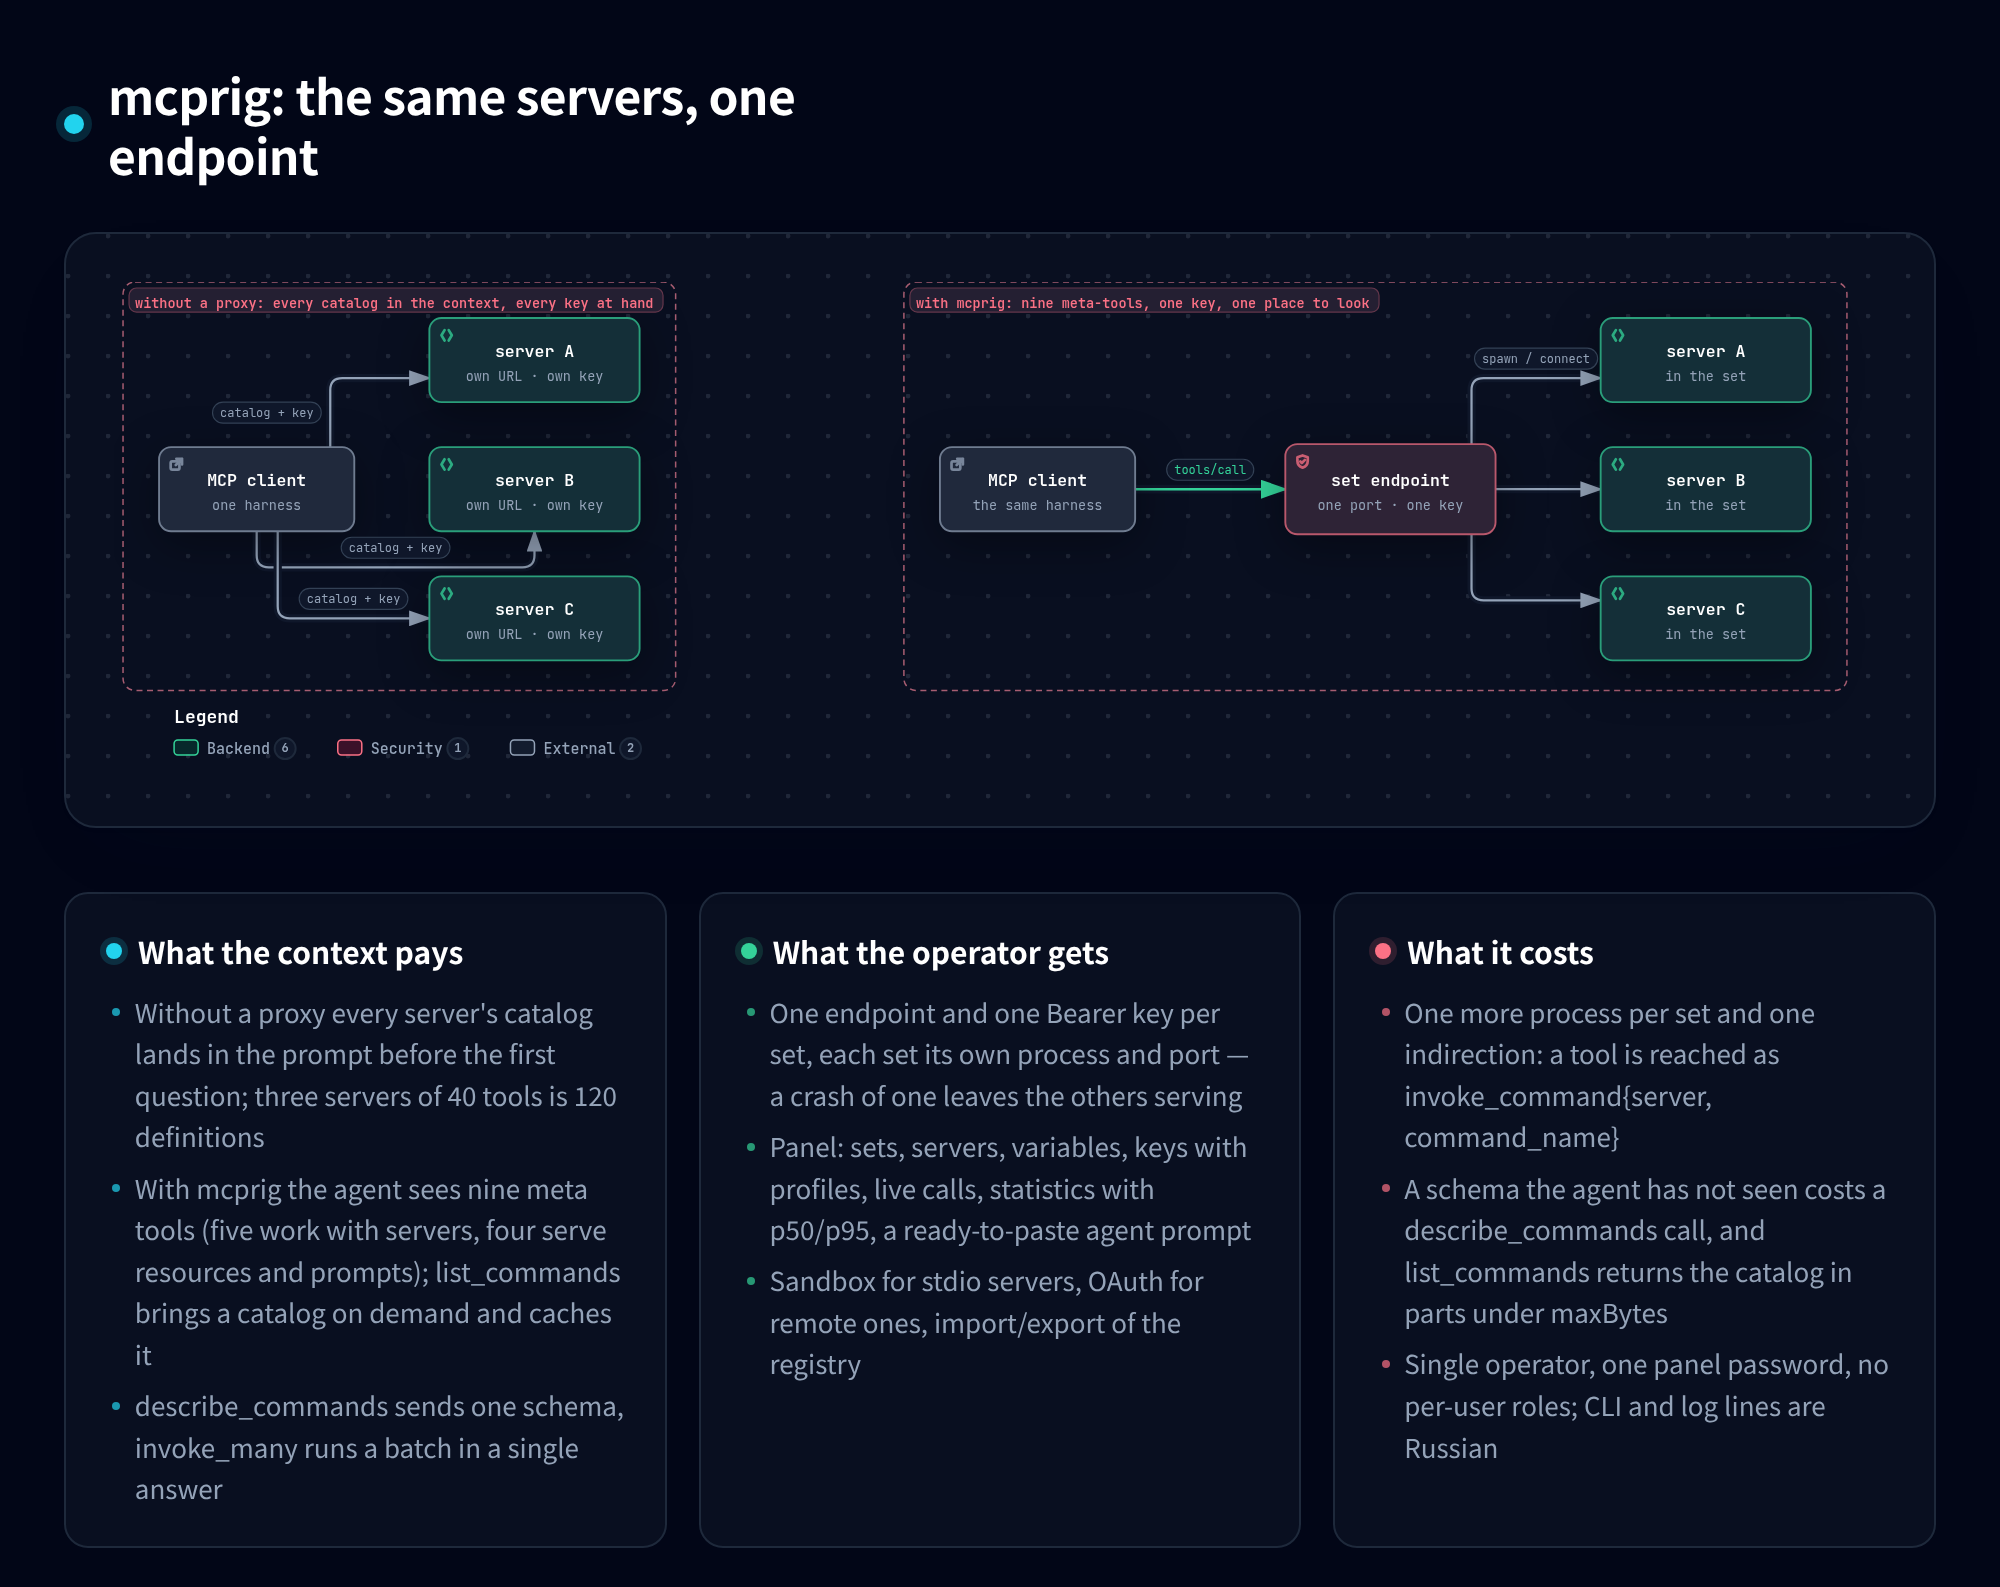 mcprig: the same servers, one
endpoint
without a proxy: every catalog in the context, every key at hand
server A
own URL · own key
catalog + key
MCP client
one harness
server B
own URL · own key
catalog + key
catalog + key
server C
own URL · own key
with mcprig: nine meta-tools, one key, one place to look
spawn / connect
server A
in the set
MCP client
the same harness
tools/call
set endpoint
one port · one key
server B
in the set
server C
in the set
Legend
Backend 6
Security 1
External 2
What the context pays
Without a proxy every server's catalog
lands in the prompt before the first
question; three servers of 40 tools is 120
definitions
With mcprig the agent sees nine meta
tools (five work with servers, four serve
resources and prompts); list_commands
brings a catalog on demand and caches
it
describe_commands sends one schema,
invoke_many runs a batch in a single
answer
What the operator gets
One endpoint and one Bearer key per
set, each set its own process and port —
a crash of one leaves the others serving
Panel: sets, servers, variables, keys with
profiles, live calls, statistics with
p50/p95, a ready-to-paste agent prompt
Sandbox for stdio servers, OAuth for
remote ones, import/export of the
registry
What it costs
One more process per set and one
indirection: a tool is reached as
invoke_command{server,
command_name}
A schema the agent has not seen costs a
describe_commands call, and
list_commands returns the catalog in
parts under maxBytes
Single operator, one panel password, no
per-user roles; CLI and log lines are
Russian